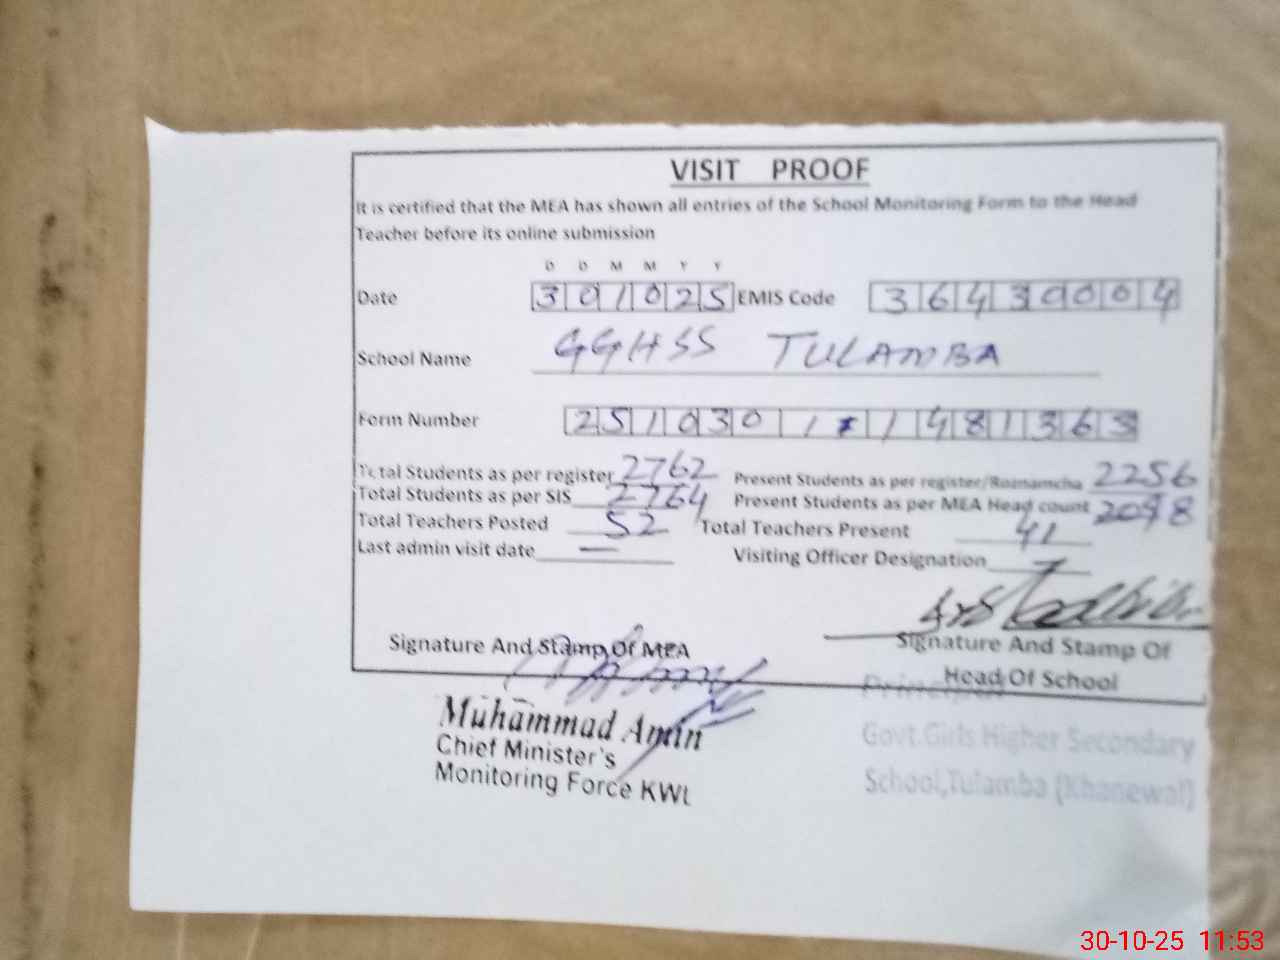 VISIT PROOF
It is certified that the MEA has shown all entries of the School Monitoring Form to the Head
Teacher before its online submission
D D M M Y Y
Date 301025 EMIS Code 36430004
School Name GGHSS TULAMBA
Form Number 251030 1 1481363
Total Students as per register 2762 Present Students as per register/Roznamcha 2256
Total Students as per SIS 2764 Present Students as per MEA Head count 2098
Total Teachers Posted 52 Total Teachers Present 41
Last admin visit date — Visiting Officer Designation —
Signature And Stamp Of MEA Signature And Stamp Of
Head Of School
Principal
Muhammad Amin
Chief Minister's
Monitoring Force KWL
Govt.Girls Higher Secondary
School,Tulamba (Khanewal)
30-10-25 11:53